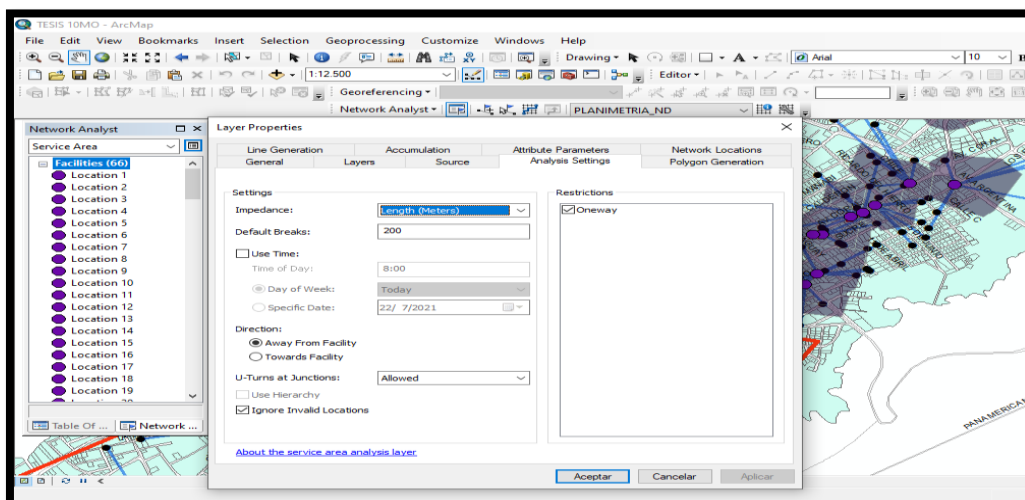 TESIS 10MO - ArcMap
File Edit View Bookmarks Insert Selection Geoprocessing Customize Windows Help
Drawing A Arial 10 B
1:12.500 Editor
Georeferencing
Network Analyst PLANIMETRIA_ND
Network Analyst
Service Area
Facilities (66)
Location 1
Location 2
Location 3
Location 4
Location 5
Location 6
Location 7
Location 8
Location 9
Location 10
Location 11
Location 12
Location 13
Location 14
Location 15
Location 16
Location 17
Location 18
Location 19
Table Of ... Network ...
Layer Properties
Line Generation Accumulation Attribute Parameters Network Locations
General Layers Source Analysis Settings Polygon Generation
Settings
Impedance: Length (Meters)
Default Breaks: 200
Use Time:
Time of Day: 8:00
Day of Week: Today
Specific Date: 22/ 7/2021
Direction:
Away From Facility
Towards Facility
U-Turns at Junctions: Allowed
Use Hierarchy
Ignore Invalid Locations
About the service area analysis layer
Restrictions
Oneway
Aceptar Cancelar Aplicar
AV ARGENTINA
CALLE C